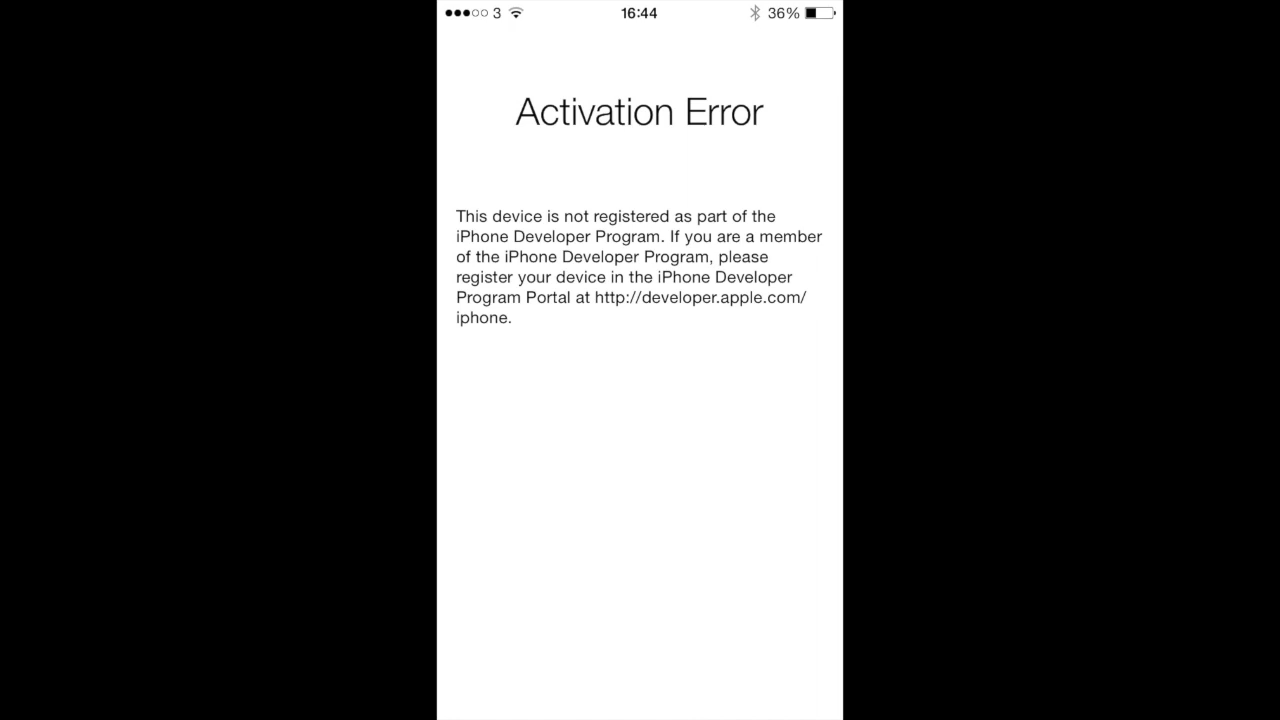 3 16:44 36%
Activation Error
This device is not registered as part of the
iPhone Developer Program. If you are a member
of the iPhone Developer Program, please
register your device in the iPhone Developer
Program Portal at http://developer.apple.com/
iphone.